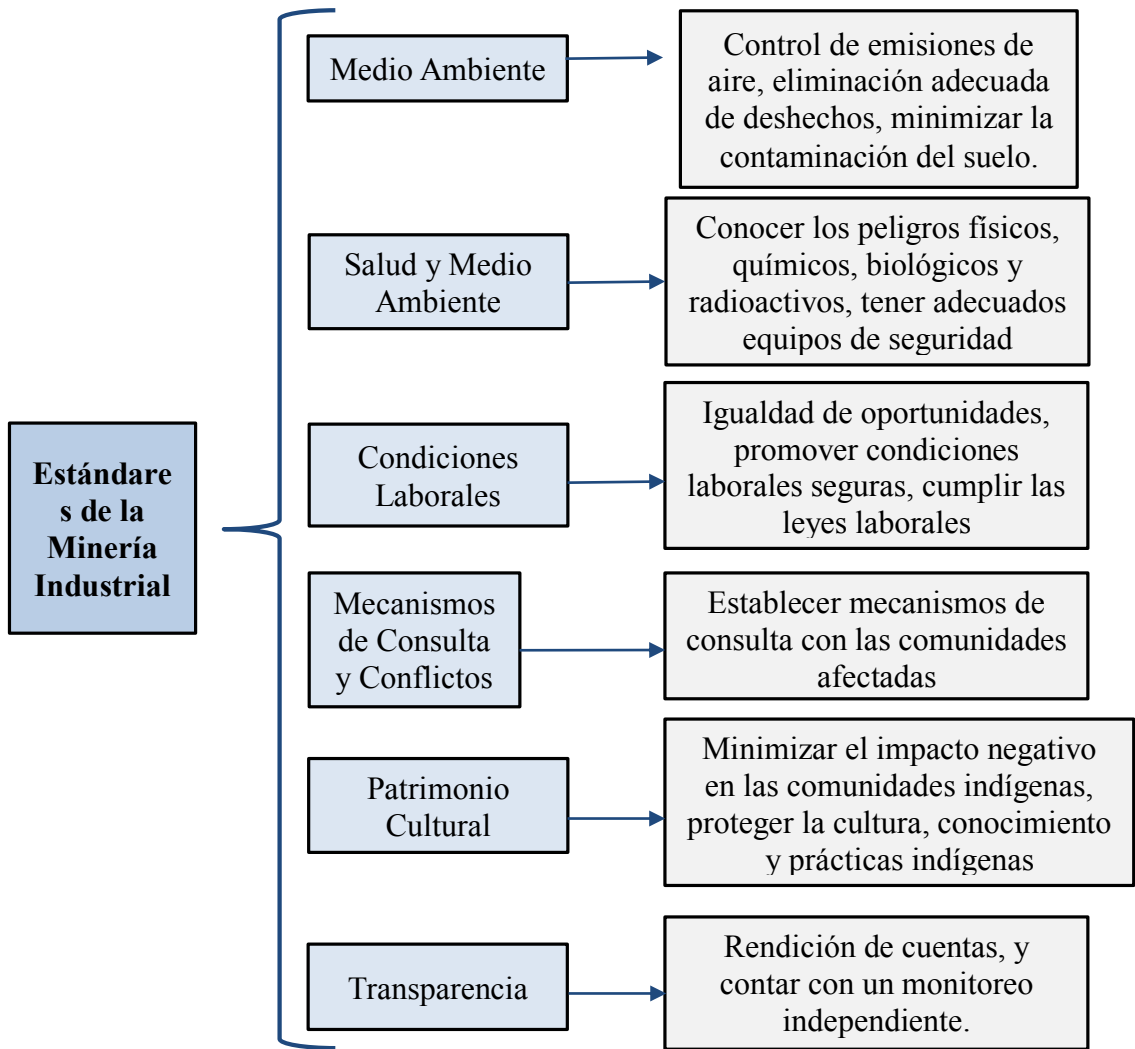 Estándare
s de la
Minería
Industrial
Medio Ambiente
Control de emisiones de
aire, eliminación adecuada
de deshechos, minimizar la
contaminación del suelo.
Salud y Medio
Ambiente
Conocer los peligros físicos,
químicos, biológicos y
radioactivos, tener adecuados
equipos de seguridad
Condiciones
Laborales
Igualdad de oportunidades,
promover condiciones
laborales seguras, cumplir las
leyes laborales
Mecanismos
de Consulta
y Conflictos
Establecer mecanismos de
consulta con las comunidades
afectadas
Patrimonio
Cultural
Minimizar el impacto negativo
en las comunidades indígenas,
proteger la cultura, conocimiento
y prácticas indígenas
Transparencia
Rendición de cuentas, y
contar con un monitoreo
independiente.